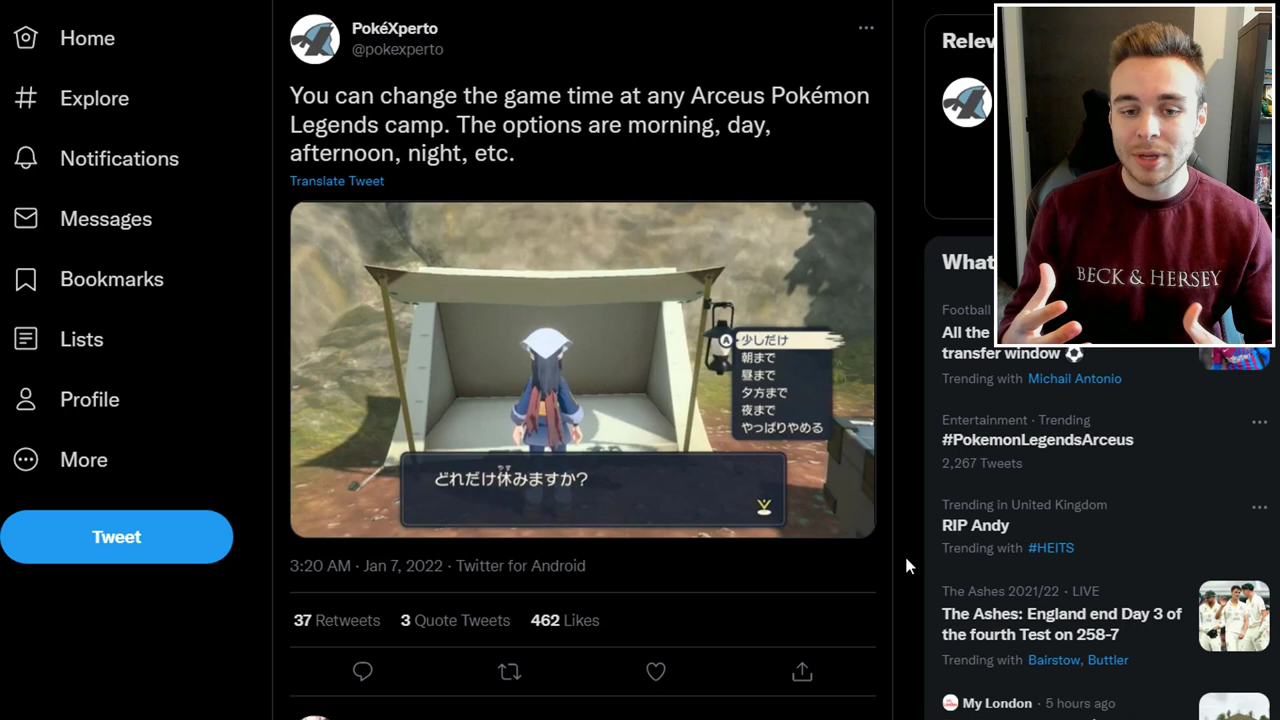 Home
Explore
Notifications
Messages
Bookmarks
Lists
Profile
More
Tweet
PokéXperto
@pokexperto
You can change the game time at any Arceus Pokémon
Legends camp. The options are morning, day,
afternoon, night, etc.
Translate Tweet
A
少しだけ
朝まで
昼まで
夕方まで
夜まで
やっぱりやめる
どれだけ休みますか?
やす
3:20 AM · Jan 7, 2022 · Twitter for Android
37 Retweets 3 Quote Tweets 462 Likes
Relev
BECK & HERSEY
What
Football
All the
transfer window
Trending with Michail Antonio
Entertainment · Trending
#PokemonLegendsArceus
2,267 Tweets
Trending in United Kingdom
RIP Andy
Trending with #HEITS
The Ashes 2021/22 · LIVE
The Ashes: England end Day 3 of
the fourth Test on 258-7
Trending with Bairstow, Buttler
My London · 5 hours ago